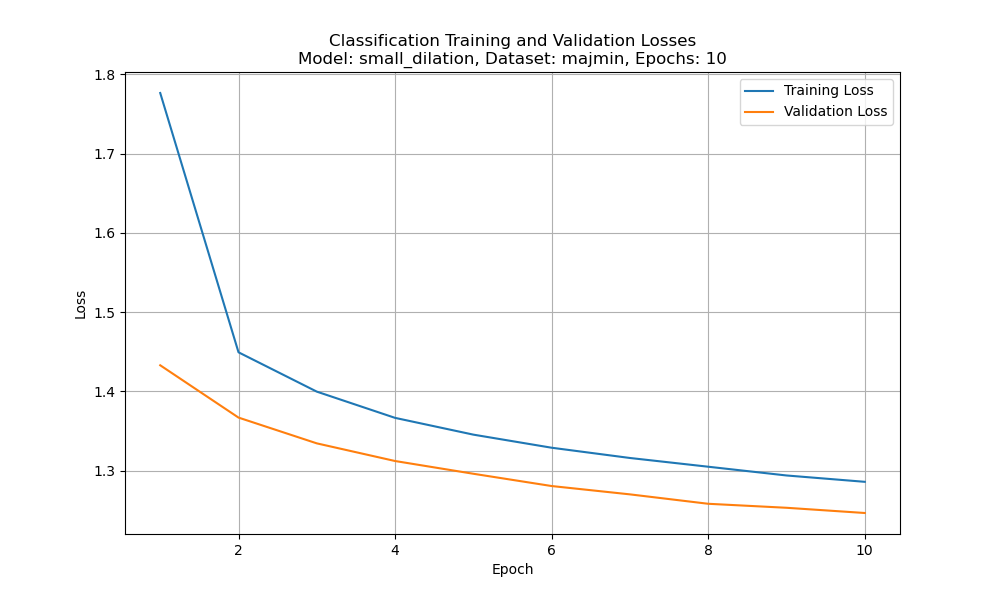 Classification Training and Validation Losses
Model: small_dilation, Dataset: majmin, Epochs: 10
Training Loss
Validation Loss
Loss
1.8
1.7
1.6
1.5
1.4
1.3
2
4
6
8
10
Epoch